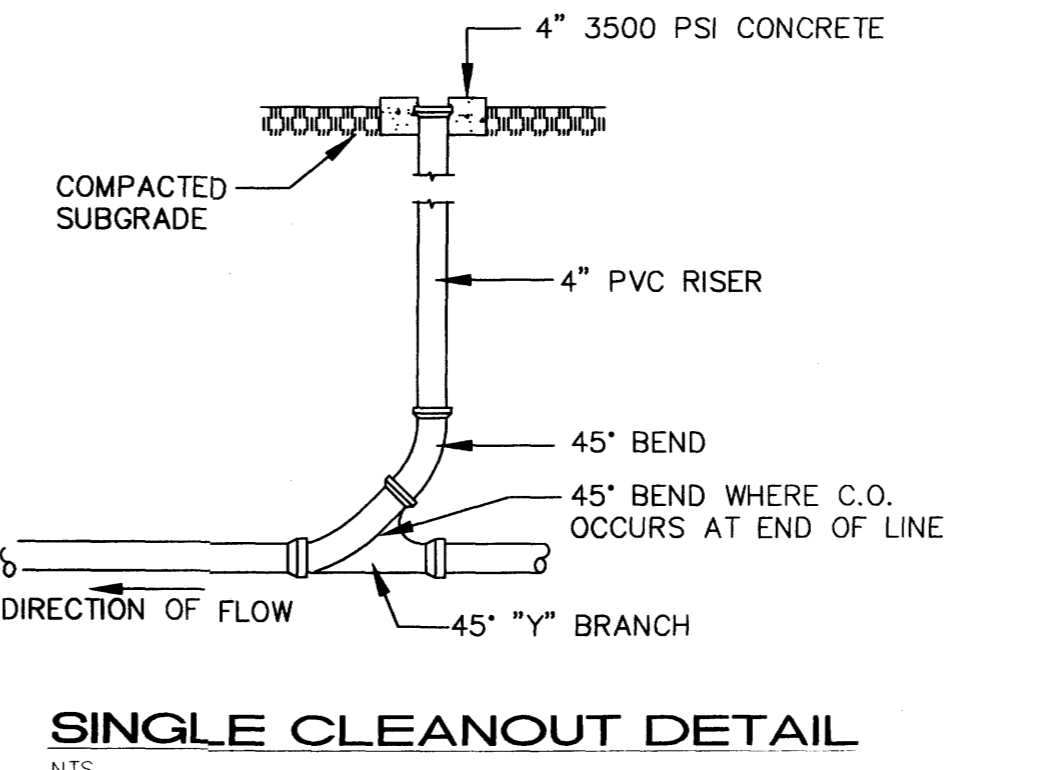 4" 3500 PSI CONCRETE
COMPACTED
SUBGRADE
4" PVC RISER
45° BEND
45° BEND WHERE C.O.
OCCURS AT END OF LINE
DIRECTION OF FLOW
45° "Y" BRANCH
SINGLE CLEANOUT DETAIL
NTS